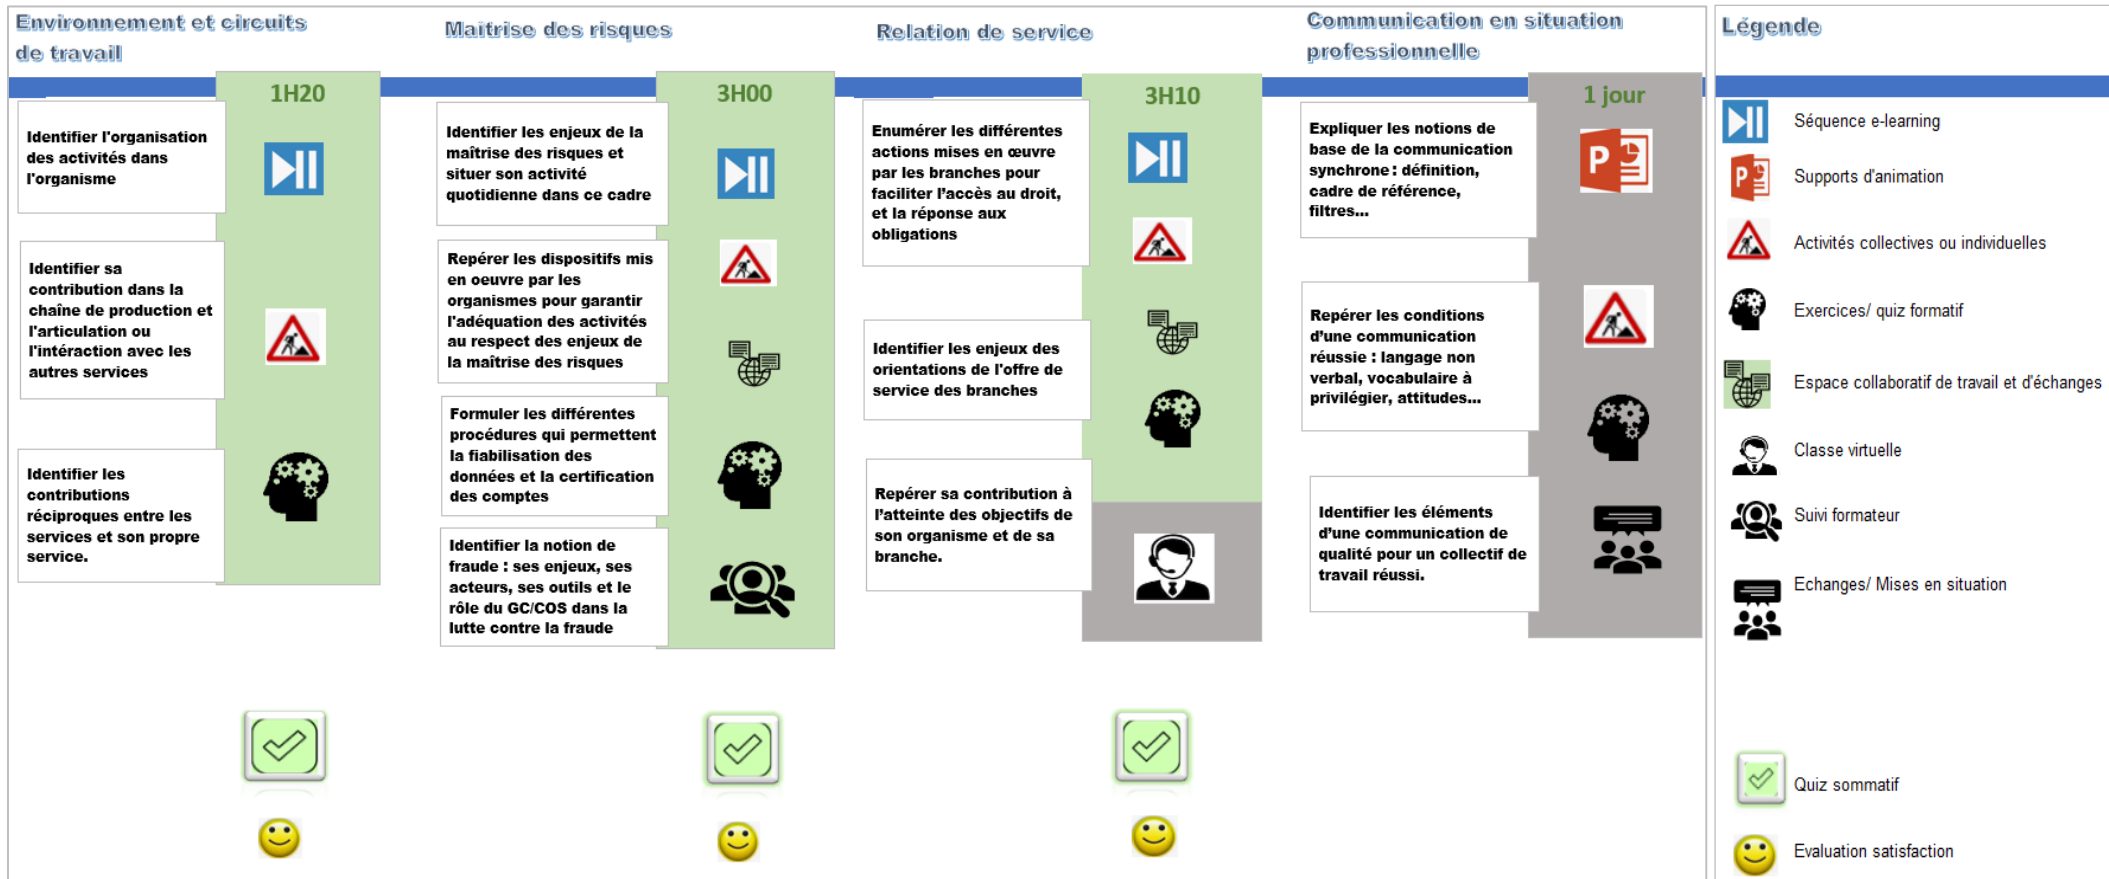 Environnement et circuits
de travail
1H20
Identifier l'organisation
des activités dans
l'organisme
Identifier sa
contribution dans la
chaîne de production et
l'articulation ou
l'intéraction avec les
autres services
Identifier les
contributions
réciproques entre les
services et son propre
service.
Maîtrise des risques
3H00
Identifier les enjeux de la
maîtrise des risques et
situer son activité
quotidienne dans ce cadre
Repérer les dispositifs mis
en oeuvre par les
organismes pour garantir
l'adéquation des activités
au respect des enjeux de
la maîtrise des risques
Formuler les différentes
procédures qui permettent
la fiabilisation des
données et la certification
des comptes
Identifier la notion de
fraude : ses enjeux, ses
acteurs, ses outils et le
rôle du GC/COS dans la
lutte contre la fraude
Relation de service
3H10
Enumérer les différentes
actions mises en œuvre
par les branches pour
faciliter l'accès au droit,
et la réponse aux
obligations
Identifier les enjeux des
orientations de l'offre de
service des branches
Repérer sa contribution à
l'atteinte des objectifs de
son organisme et de sa
branche.
Communication en situation
professionnelle
1 jour
Expliquer les notions de
base de la communication
synchrone : définition,
cadre de référence,
filtres...
P
Repérer les conditions
d'une communication
réussie : langage non
verbal, vocabulaire à
privilégier, attitudes...
Identifier les éléments
d'une communication de
qualité pour un collectif de
travail réussi.
Légende
Séquence e-learning
P
Supports d'animation
Activités collectives ou individuelles
Exercices/ quiz formatif
Espace collaboratif de travail et d'échanges
Classe virtuelle
Suivi formateur
Echanges/ Mises en situation
Quiz sommatif
Evaluation satisfaction